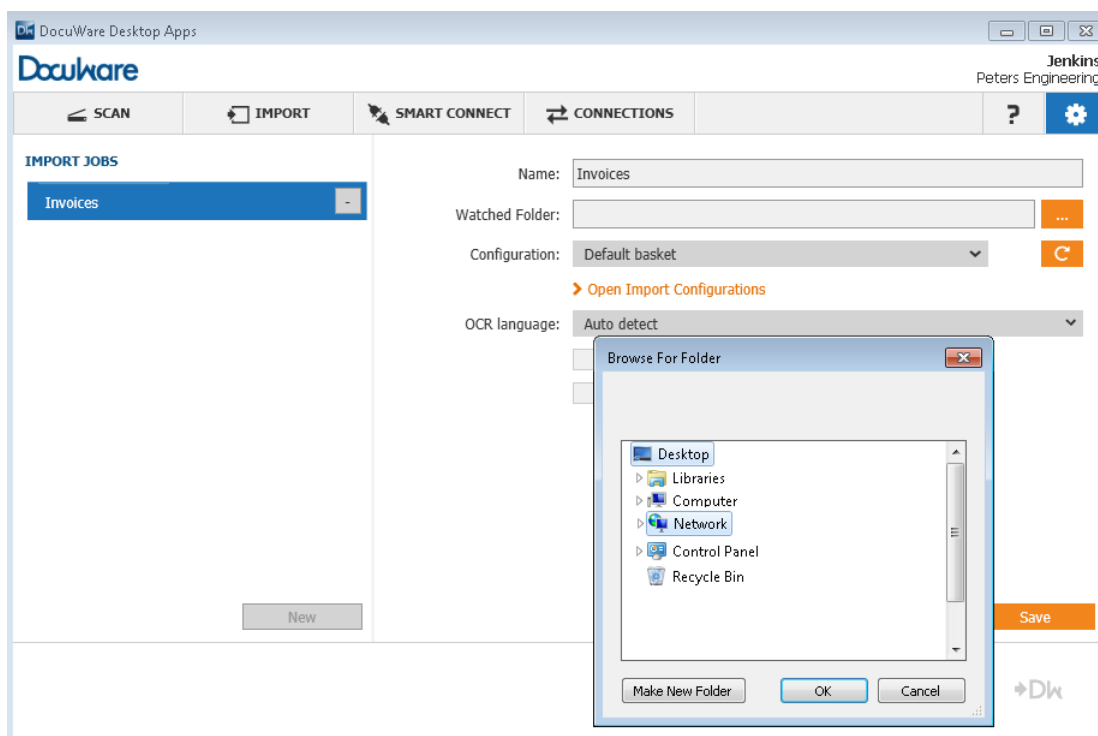 DW DocuWare Desktop Apps
DocuWare
Jenkins
Peters Engineering
SCAN IMPORT SMART CONNECT CONNECTIONS ?
IMPORT JOBS
Invoices -
Name: Invoices
Watched Folder: ...
Configuration: Default basket
Open Import Configurations
OCR language: Auto detect
Browse For Folder
Desktop
Libraries
Computer
Network
Control Panel
Recycle Bin
New
Save
Make New Folder OK Cancel
DW